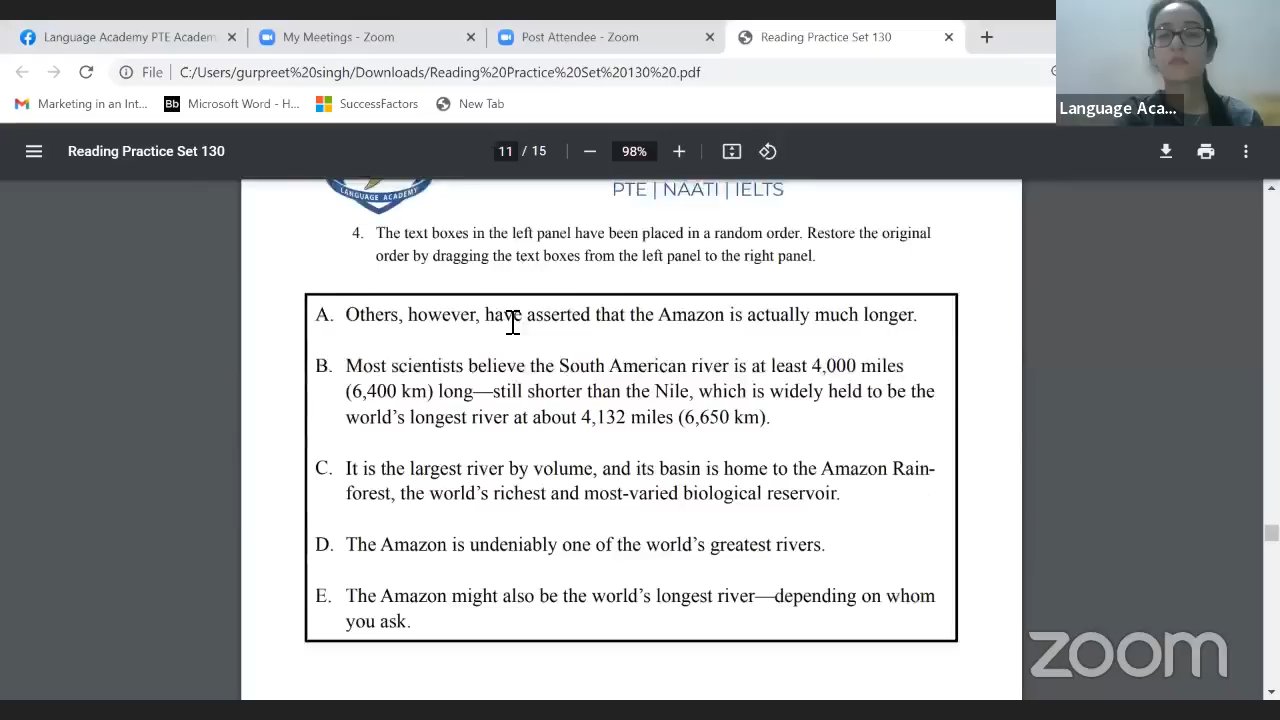 Language Academy PTE Academ
My Meetings - Zoom
Post Attendee - Zoom
Reading Practice Set 130
File
C:/Users/gurpreet%20singh/Downloads/Reading%20Practice%20Set%20130%20.pdf
Language Aca...
Marketing in an Int...
Bb
Microsoft Word - H...
SuccessFactors
New Tab
Reading Practice Set 130
11 / 15
98%
LANGUAGE ACADEMY
PTE | NAATI | IELTS
4. The text boxes in the left panel have been placed in a random order. Restore the original
order by dragging the text boxes from the left panel to the right panel.
A. Others, however, have asserted that the Amazon is actually much longer.
B. Most scientists believe the South American river is at least 4,000 miles
(6,400 km) long—still shorter than the Nile, which is widely held to be the
world's longest river at about 4,132 miles (6,650 km).
C. It is the largest river by volume, and its basin is home to the Amazon Rain-
forest, the world's richest and most-varied biological reservoir.
D. The Amazon is undeniably one of the world's greatest rivers.
E. The Amazon might also be the world's longest river—depending on whom
you ask.
zoom